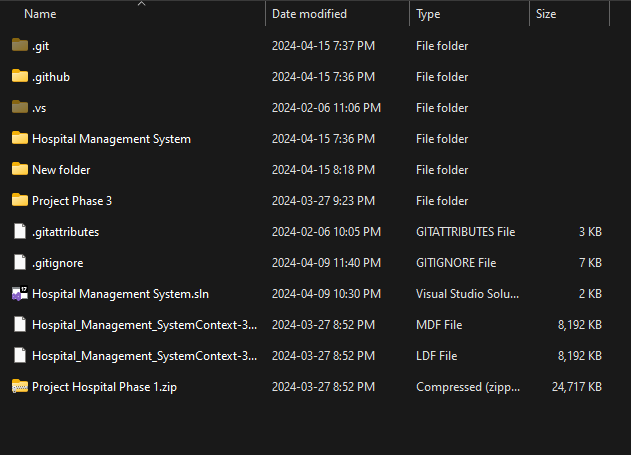 Name Date modified Type Size
.git 2024-04-15 7:37 PM File folder
.github 2024-04-15 7:36 PM File folder
.vs 2024-02-06 11:06 PM File folder
Hospital Management System 2024-04-15 7:36 PM File folder
New folder 2024-04-15 8:18 PM File folder
Project Phase 3 2024-03-27 9:23 PM File folder
.gitattributes 2024-02-06 10:05 PM GITATTRIBUTES File 3 KB
.gitignore 2024-04-09 11:40 PM GITIGNORE File 7 KB
Hospital Management System.sln 2024-04-09 10:30 PM Visual Studio Solu... 2 KB
Hospital_Management_SystemContext-3... 2024-03-27 8:52 PM MDF File 8,192 KB
Hospital_Management_SystemContext-3... 2024-03-27 8:52 PM LDF File 8,192 KB
Project Hospital Phase 1.zip 2024-03-27 8:52 PM Compressed (zipp... 24,717 KB